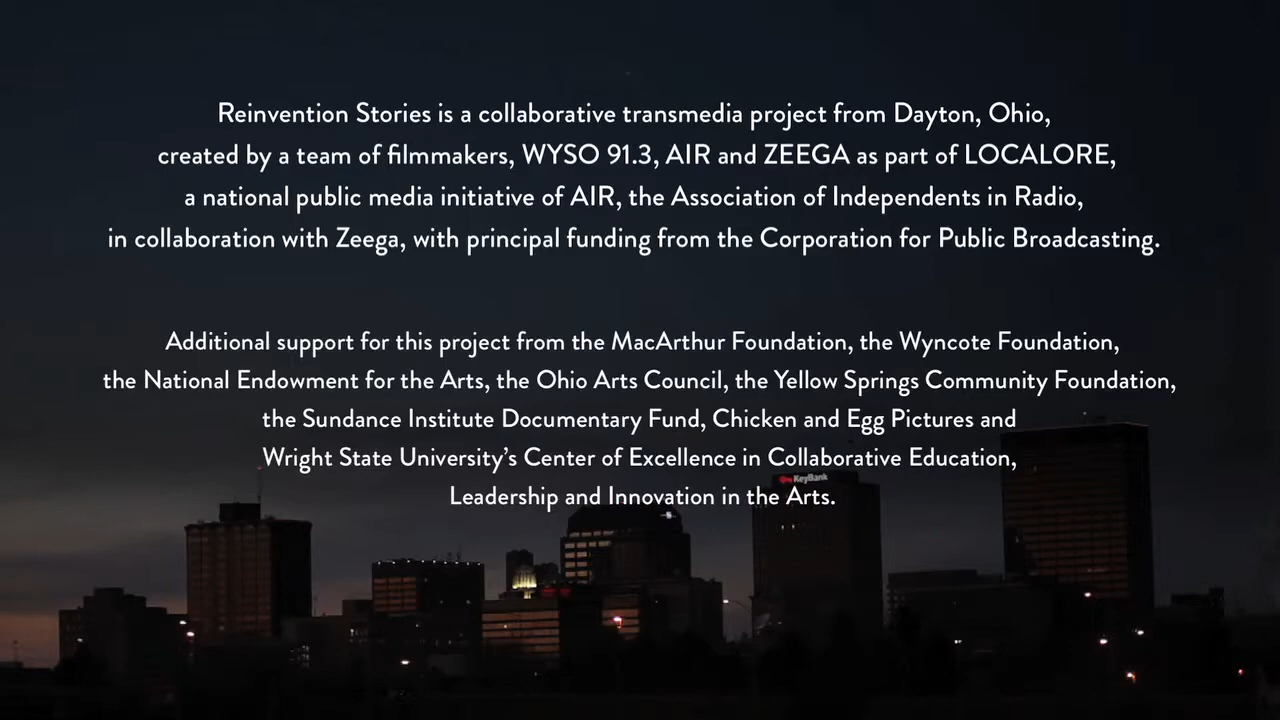 Reinvention Stories is a collaborative transmedia project from Dayton, Ohio,
created by a team of filmmakers, WYSO 91.3, AIR and ZEEGA as part of LOCALORE,
a national public media initiative of AIR, the Association of Independents in Radio,
in collaboration with Zeega, with principal funding from the Corporation for Public Broadcasting.
Additional support for this project from the MacArthur Foundation, the Wyncote Foundation,
the National Endowment for the Arts, the Ohio Arts Council, the Yellow Springs Community Foundation,
the Sundance Institute Documentary Fund, Chicken and Egg Pictures and
Wright State University’s Center of Excellence in Collaborative Education,
KeyBank
Leadership and Innovation in the Arts.